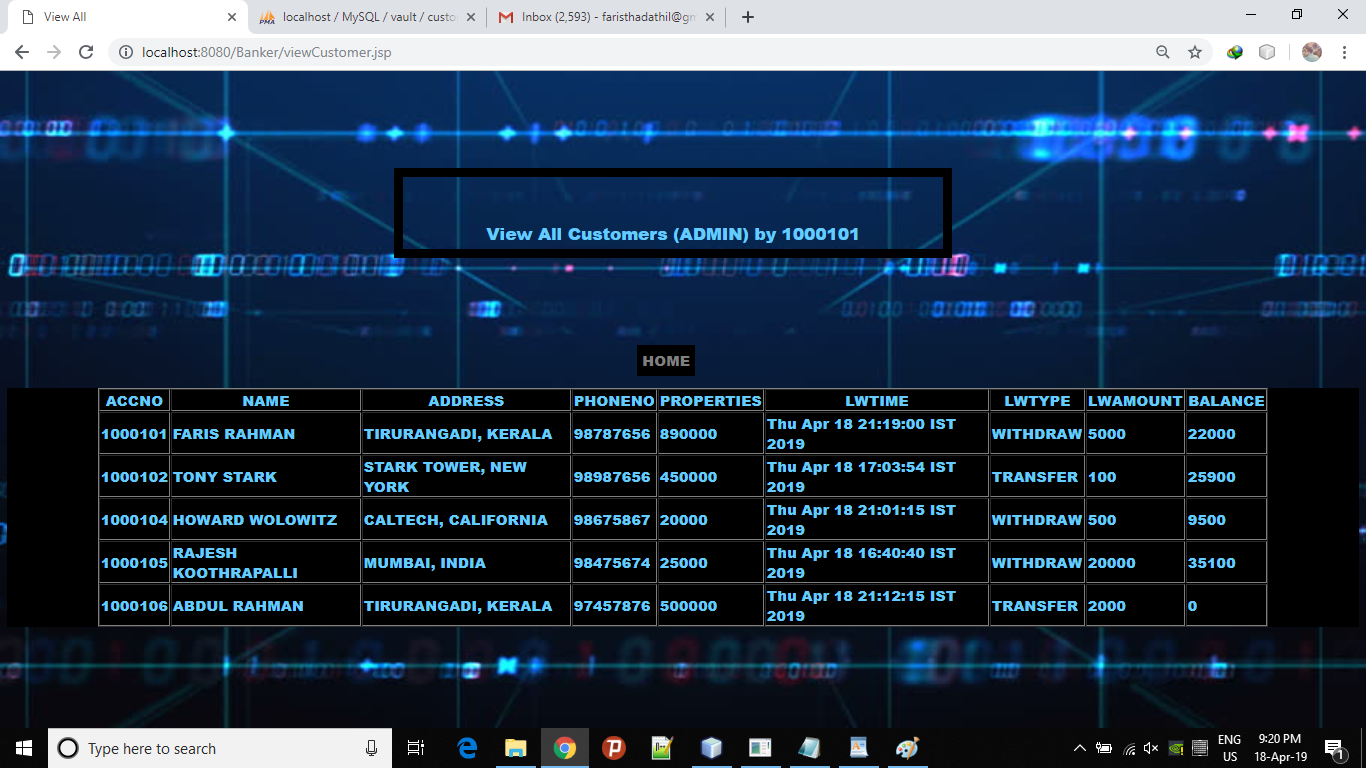 View All
localhost / MySQL / vault / custo
Inbox (2,593) - faristhadathil@gm
localhost:8080/Banker/viewCustomer.jsp
View All Customers (ADMIN) by 1000101
HOME
ACCNO NAME ADDRESS PHONENO PROPERTIES LWTIME LWTYPE LWAMOUNT BALANCE
1000101 FARIS RAHMAN TIRURANGADI, KERALA 98787656 890000 Thu Apr 18 21:19:00 IST 2019 WITHDRAW 5000 22000
1000102 TONY STARK STARK TOWER, NEW YORK 98987656 450000 Thu Apr 18 17:03:54 IST 2019 TRANSFER 100 25900
1000104 HOWARD WOLOWITZ CALTECH, CALIFORNIA 98675867 20000 Thu Apr 18 21:01:15 IST 2019 WITHDRAW 500 9500
1000105 RAJESH KOOTHRAPALLI MUMBAI, INDIA 98475674 25000 Thu Apr 18 16:40:40 IST 2019 WITHDRAW 20000 35100
1000106 ABDUL RAHMAN TIRURANGADI, KERALA 97457876 500000 Thu Apr 18 21:12:15 IST 2019 TRANSFER 2000 0
Type here to search
ENG
US
9:20 PM
18-Apr-19
1